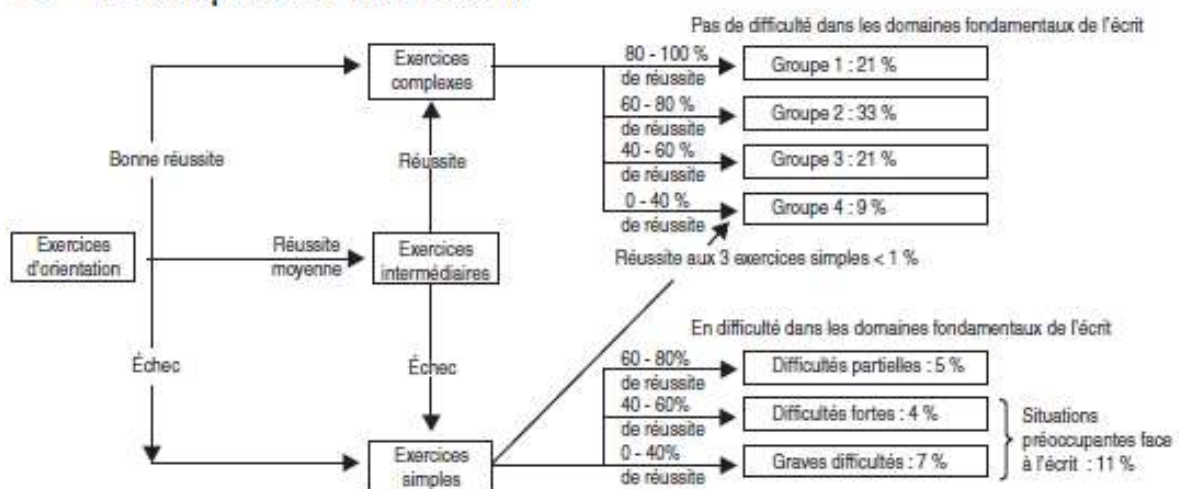 Pas de difficulté dans les domaines fondamentaux de l'écrit
Exercices
complexes
80 - 100 %
de réussite
Groupe 1 : 21 %
60 - 80 %
de réussite
Groupe 2 : 33 %
40 - 60 %
de réussite
Groupe 3 : 21 %
0 - 40 %
de réussite
Groupe 4 : 9 %
Bonne réussite
Réussite
Exercices
d'orientation
Réussite
moyenne
Exercices
intermédiaires
Réussite aux 3 exercices simples < 1 %
Échec
Échec
En difficulté dans les domaines fondamentaux de l'écrit
60 - 80%
de réussite
Difficultés partielles : 5 %
40 - 60%
de réussite
Difficultés fortes : 4 %
0 - 40%
de réussite
Graves difficultés : 7 %
Situations
préoccupantes face
à l'écrit : 11 %
Exercices
simples